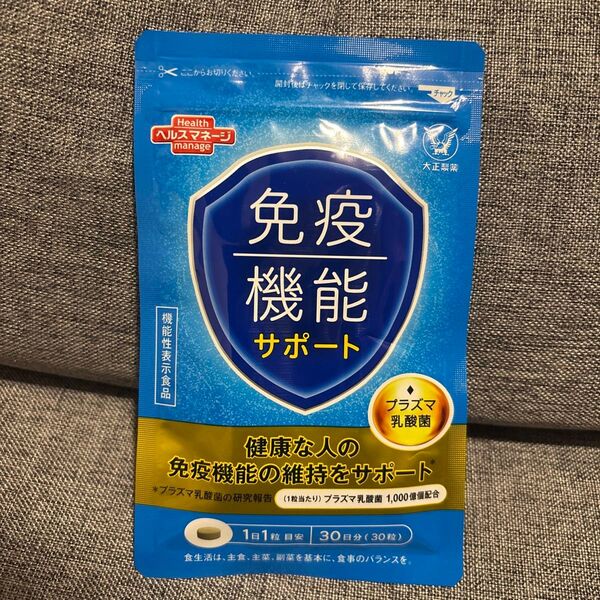 ここからお切りください
開封後はチャックを閉じて保存してください。
チャック
Health
ヘルスマネージ
manage
大正製薬
免疫
機能
サポート
機能性表示食品
プラズマ
乳酸菌
健康な人の
免疫機能の維持をサポート*
*プラズマ乳酸菌の研究報告
(1粒当たり) プラズマ乳酸菌 1,000億個配合
1日1粒 目安
30日分 (30粒)
食生活は、主食、主菜、副菜を基本に、食事のバランスを。